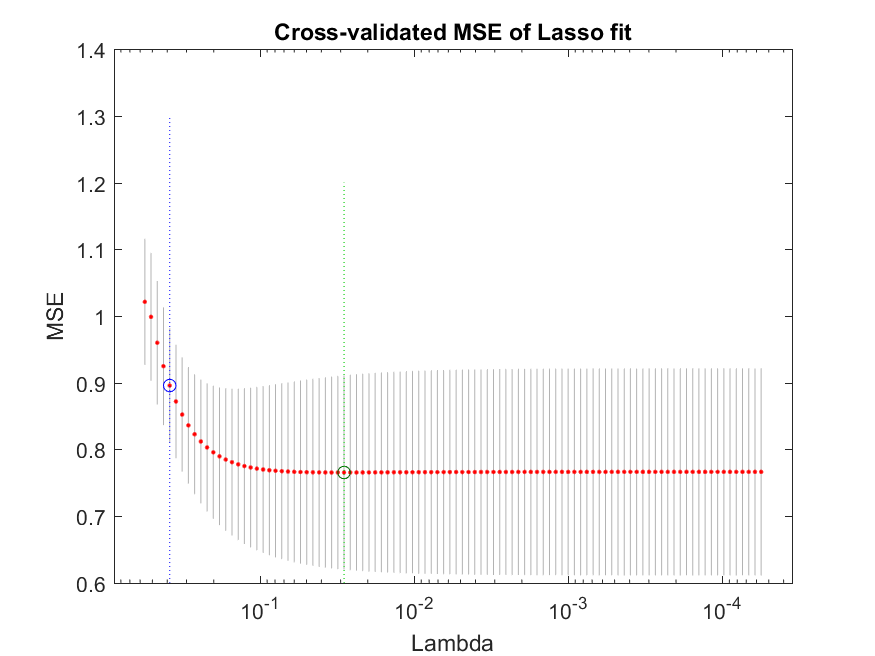 Cross-validated MSE of Lasso fit
1.4
1.3
1.2
1.1
1
0.9
0.8
0.7
0.6
MSE
10^-1 10^-2 10^-3 10^-4
Lambda